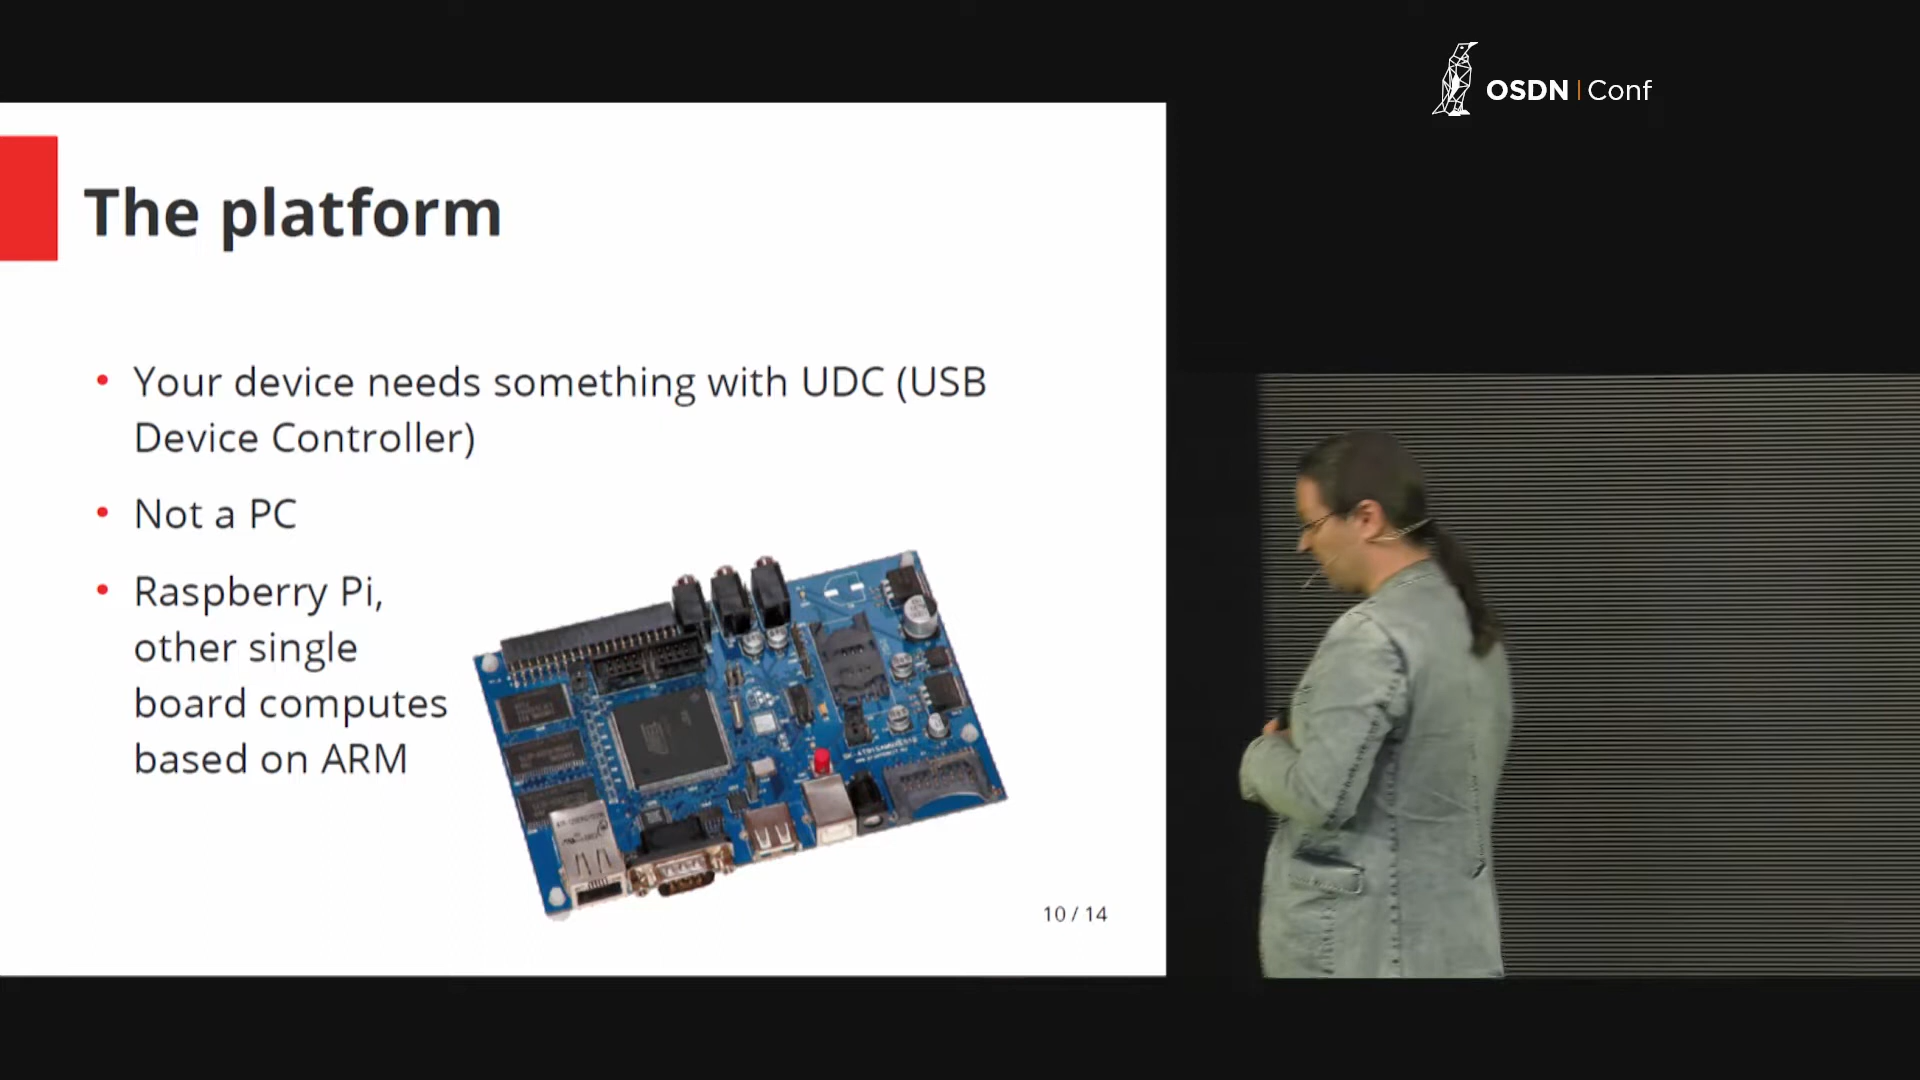 OSDN | Conf
The platform
• Your device needs something with UDC (USB
Device Controller)
• Not a PC
• Raspberry Pi,
other single
board computes
based on ARM
10 / 14